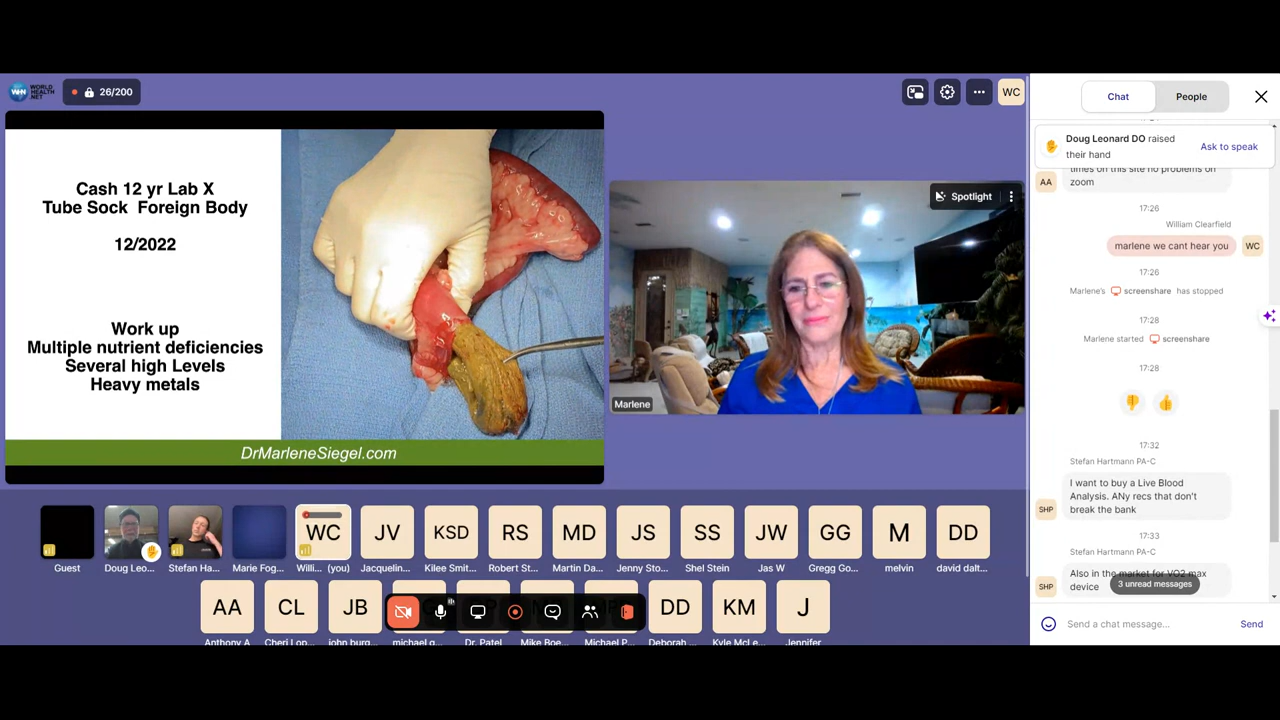 WORLD
HEALTH
NET
26/200
WC
Cash 12 yr Lab X
Tube Sock Foreign Body
12/2022
Work up
Multiple nutrient deficiencies
Several high Levels
Heavy metals
DrMarleneSiegel.com
Spotlight
Marlene
Guest
Doug Leo...
Stefan Ha...
Marie Fog...
WC
Willi... (you)
JV
Jacquelin...
KSD
Kilee Smit...
RS
Robert St...
MD
Martin Da...
JS
Jenny Sto...
SS
Shel Stein
JW
Jas W
GG
Gregg Go...
M
melvin
DD
david dalt...
AA
Anthony A...
CL
Cheri Lop...
JB
john burg...
michael g...
Dr. Patel
Mike Boe...
Michael P...
DD
Deborah ...
KM
Kyle McLe...
J
Jennifer
Chat
People
Doug Leonard DO raised
their hand
Ask to speak
times on this site no problems on
zoom
AA
17:26
William Clearfield
marlene we cant hear you
WC
17:26
Marlene's screenshare has stopped
17:28
Marlene started screenshare
17:28
17:32
Stefan Hartmann PA-C
I want to buy a Live Blood
Analysis. ANy recs that don't
break the bank
SHP
17:33
Stefan Hartmann PA-C
Also in the market for VO2 max
device
SHP
3 unread messages
Send a chat message...
Send